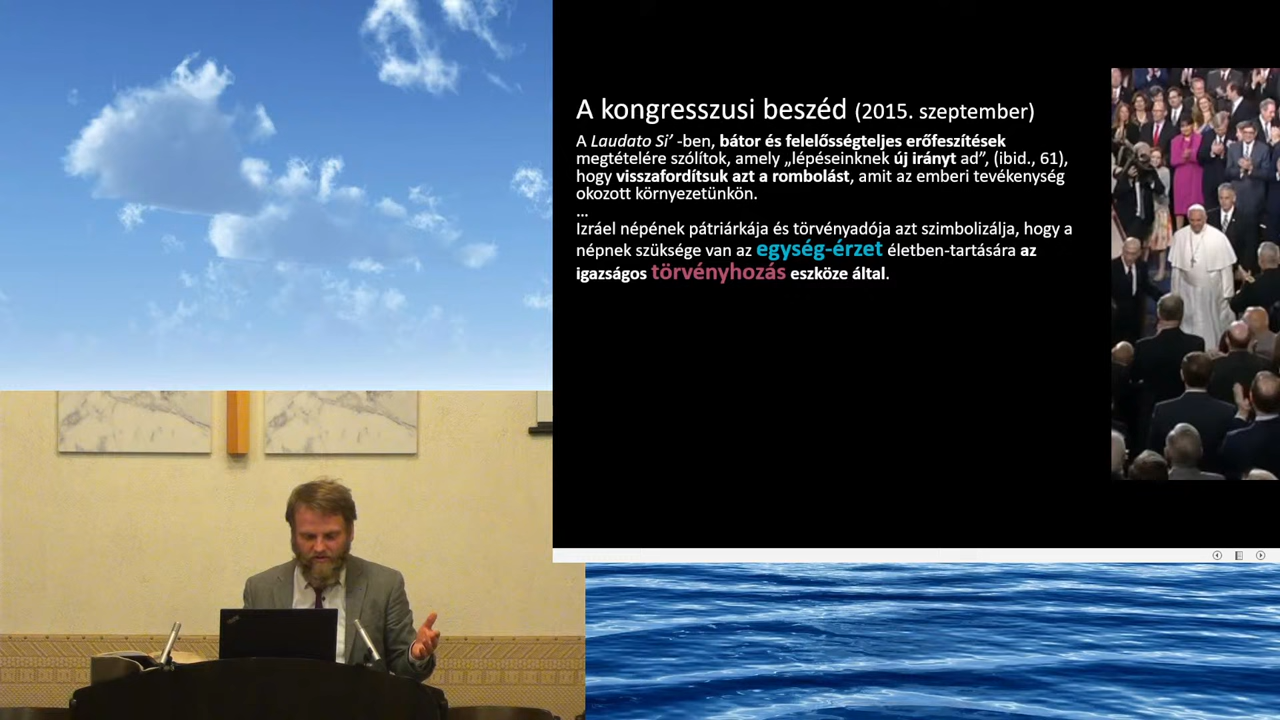 A kongresszusi beszéd (2015. szeptember)
A Laudato Si’ -ben, bátor és felelősségteljes erőfeszítések
megtételére szólítok, amely „lépéseinknek új irányt ad”, (ibid., 61),
hogy visszafordítsuk azt a rombolást, amit az emberi tevékenység
okozott környezetünkön.
...
Izráel népének pátriárkája és törvényadója azt szimbolizálja, hogy a
népnek szüksége van az egység-érzet életben-tartására az
igazságos törvényhozás eszköze által.